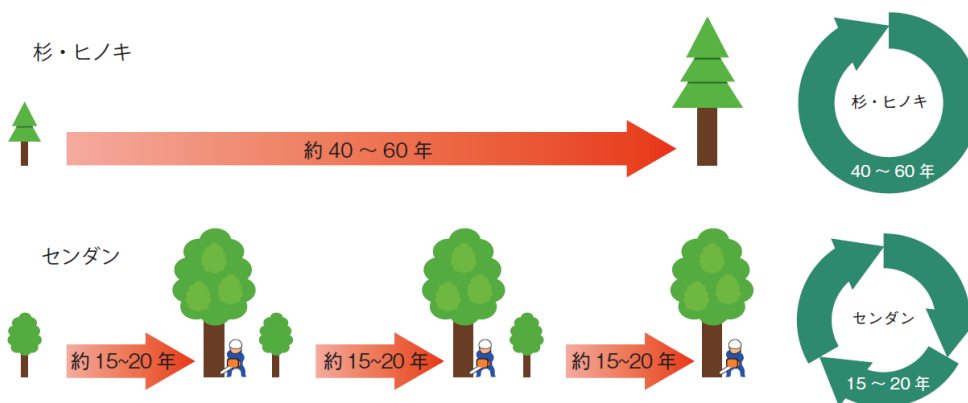 杉・ヒノキ
約 40 ～ 60 年
杉・ヒノキ
40 ～ 60 年
センダン
約 15~20 年
約 15~20 年
約 15~20 年
センダン
15 ～ 20 年